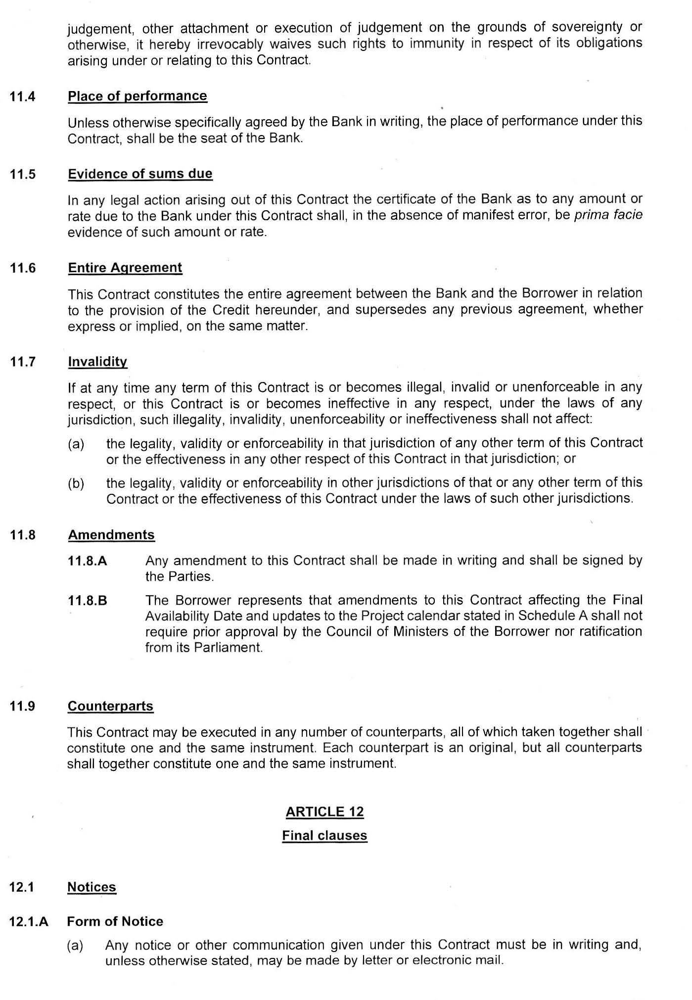 judgement, other attachment or execution of judgement on the grounds of sovereignty or
otherwise, it hereby irrevocably waives such rights to immunity in respect of its obligations
arising under or relating to this Contract.
11.4 Place of performance
Unless otherwise specifically agreed by the Bank in writing, the place of performance under this
Contract, shall be the seat of the Bank.
11.5 Evidence of sums due
In any legal action arising out of this Contract the certificate of the Bank as to any amount or
rate due to the Bank under this Contract shall, in the absence of manifest error, be prima facie
evidence of such amount or rate.
11.6 Entire Agreement
This Contract constitutes the entire agreement between the Bank and the Borrower in relation
to the provision of the Credit hereunder, and supersedes any previous agreement, whether
express or implied, on the same matter.
11.7 Invalidity
If at any time any term of this Contract is or becomes illegal, invalid or unenforceable in any
respect, or this Contract is or becomes ineffective in any respect, under the laws of any
jurisdiction, such illegality, invalidity, unenforceability or ineffectiveness shall not affect:
(a) the legality, validity or enforceability in that jurisdiction of any other term of this Contract
or the effectiveness in any other respect of this Contract in that jurisdiction; or
(b) the legality, validity or enforceability in other jurisdictions of that or any other term of this
Contract or the effectiveness of this Contract under the laws of such other jurisdictions.
11.8 Amendments
11.8.A Any amendment to this Contract shall be made in writing and shall be signed by
the Parties.
11.8.B The Borrower represents that amendments to this Contract affecting the Final
Availability Date and updates to the Project calendar stated in Schedule A shall not
require prior approval by the Council of Ministers of the Borrower nor ratification
from its Parliament.
11.9 Counterparts
This Contract may be executed in any number of counterparts, all of which taken together shall
constitute one and the same instrument. Each counterpart is an original, but all counterparts
shall together constitute one and the same instrument.
ARTICLE 12
Final clauses
12.1 Notices
12.1.A Form of Notice
(a) Any notice or other communication given under this Contract must be in writing and,
unless otherwise stated, may be made by letter or electronic mail.